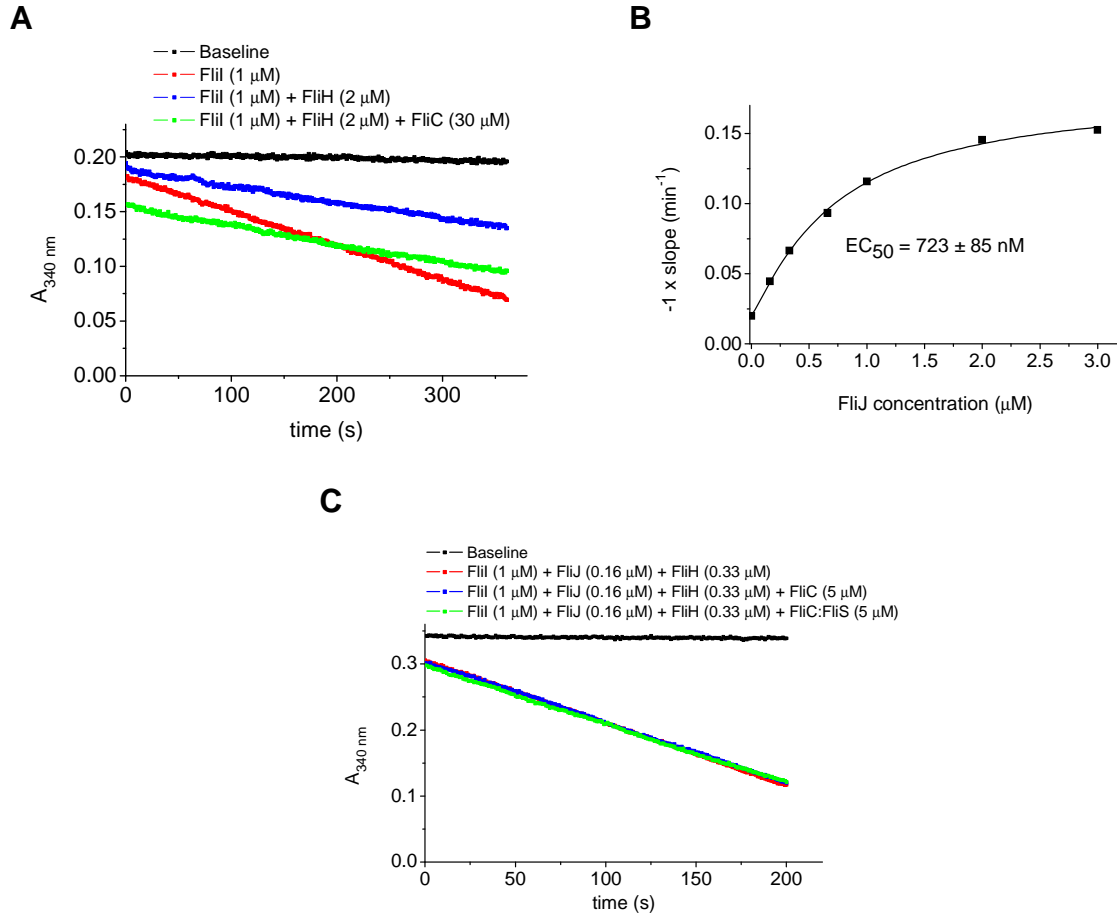 A
Baseline
FliI (1 μM)
FliI (1 μM) + FliH (2 μM)
FliI (1 μM) + FliH (2 μM) + FliC (30 μM)
0.20
0.15
0.10
0.05
0.00
A340 nm
0 100 200 300
time (s)
B
0.15
0.10
0.05
0.00
-1 x slope (min-1)
EC50 = 723 ± 85 nM
0.0 0.5 1.0 1.5 2.0 2.5 3.0
FliJ concentration (μM)
C
Baseline
FliI (1 μM) + FliJ (0.16 μM) + FliH (0.33 μM)
FliI (1 μM) + FliJ (0.16 μM) + FliH (0.33 μM) + FliC (5 μM)
FliI (1 μM) + FliJ (0.16 μM) + FliH (0.33 μM) + FliC:FliS (5 μM)
0.3
0.2
0.1
0.0
A340 nm
0 50 100 150 200
time (s)